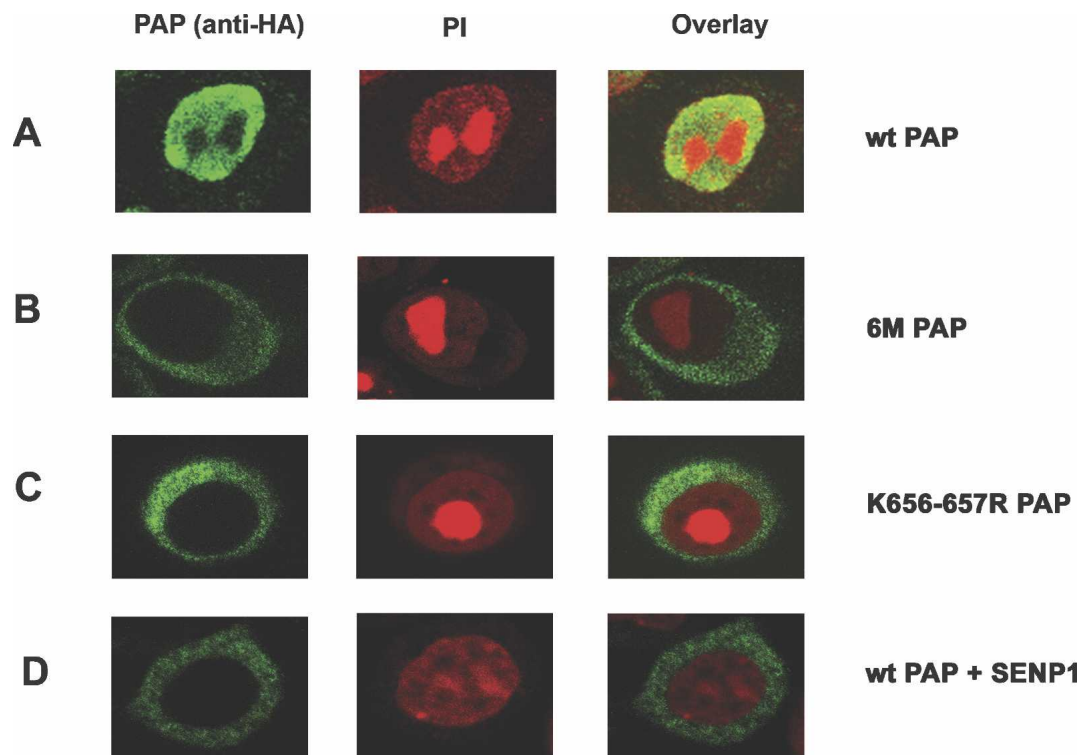 PAP (anti-HA) PI Overlay
A wt PAP
B 6M PAP
C K656-657R PAP
D wt PAP + SENP1